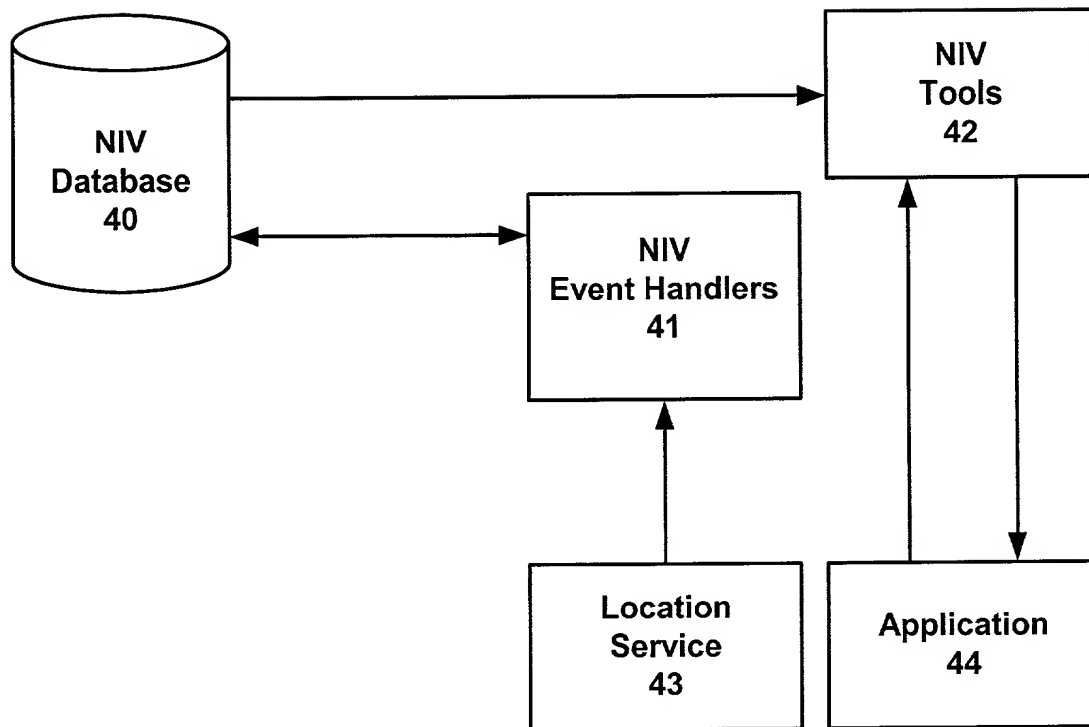 NIV
Database
40
NIV
Tools
42
NIV
Event Handlers
41
Location
Service
43
Application
44